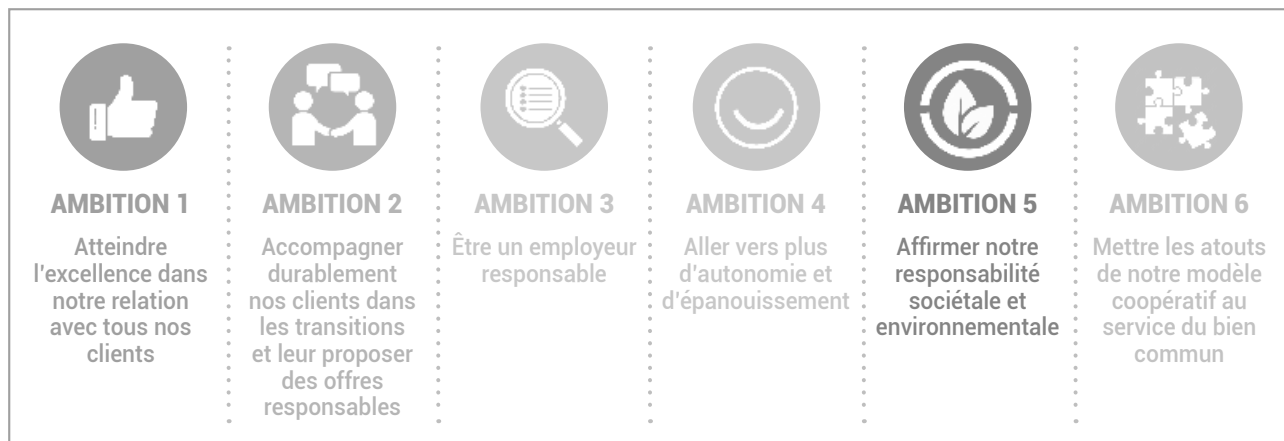 AMBITION 1
Atteindre
l'excellence dans
notre relation
avec tous nos
clients
AMBITION 2
Accompagner
durablement
nos clients dans
les transitions
et leur proposer
des offres
responsables
AMBITION 3
Être un employeur
responsable
AMBITION 4
Aller vers plus
d'autonomie et
d'épanouissement
AMBITION 5
Affirmer notre
responsabilité
sociétale et
environnementale
AMBITION 6
Mettre les atouts
de notre modèle
coopératif au
service du bien
commun